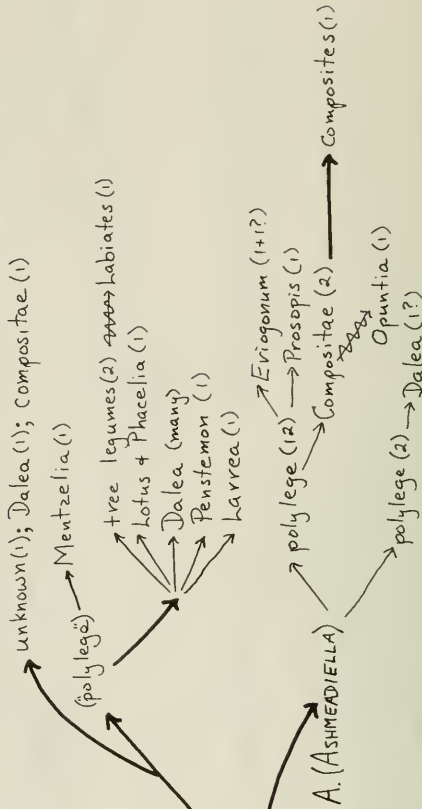 unknown(1); Dalea(1); Compositae (1)
("polylege") Mentzelia(1)
tree legumes(2) Labiates(1)
Lotus & Phacelia(1)
Dalea (many)
Penstemon (1)
Larrea(1)
Eriogonum (1+1?)
polylege (12) Prosopis (1)
Compositae (2) Composites(1)
Opuntia (1)
A. (ASHMEADIELLA)
polylege (2) Dalea (1?)